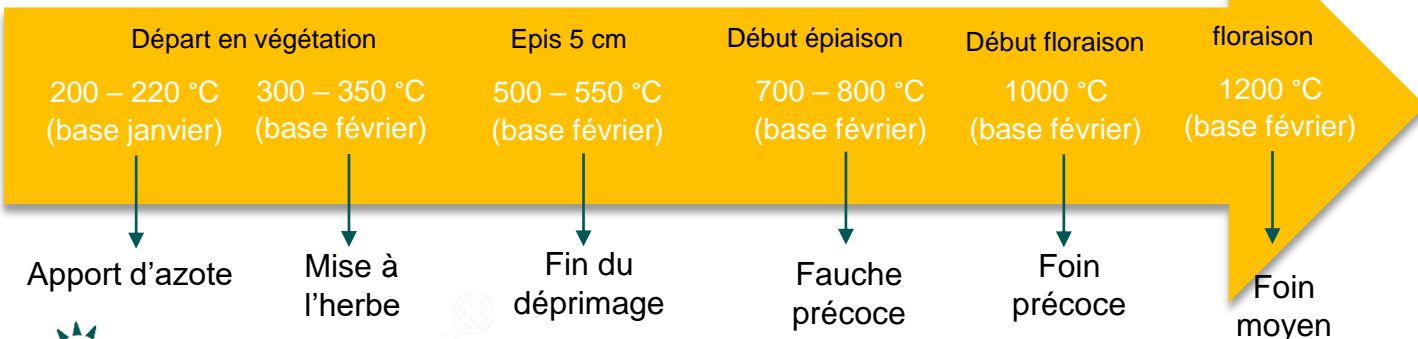 Départ en végétation
Epis 5 cm
Début épiaison
Début floraison
floraison
200 – 220 °C
(base janvier)
300 – 350 °C
(base février)
500 – 550 °C
(base février)
700 – 800 °C
(base février)
1000 °C
(base février)
1200 °C
(base février)
Apport d’azote
Mise à
l’herbe
Fin du
déprimage
Fauche
précoce
Foin
précoce
Foin
moyen